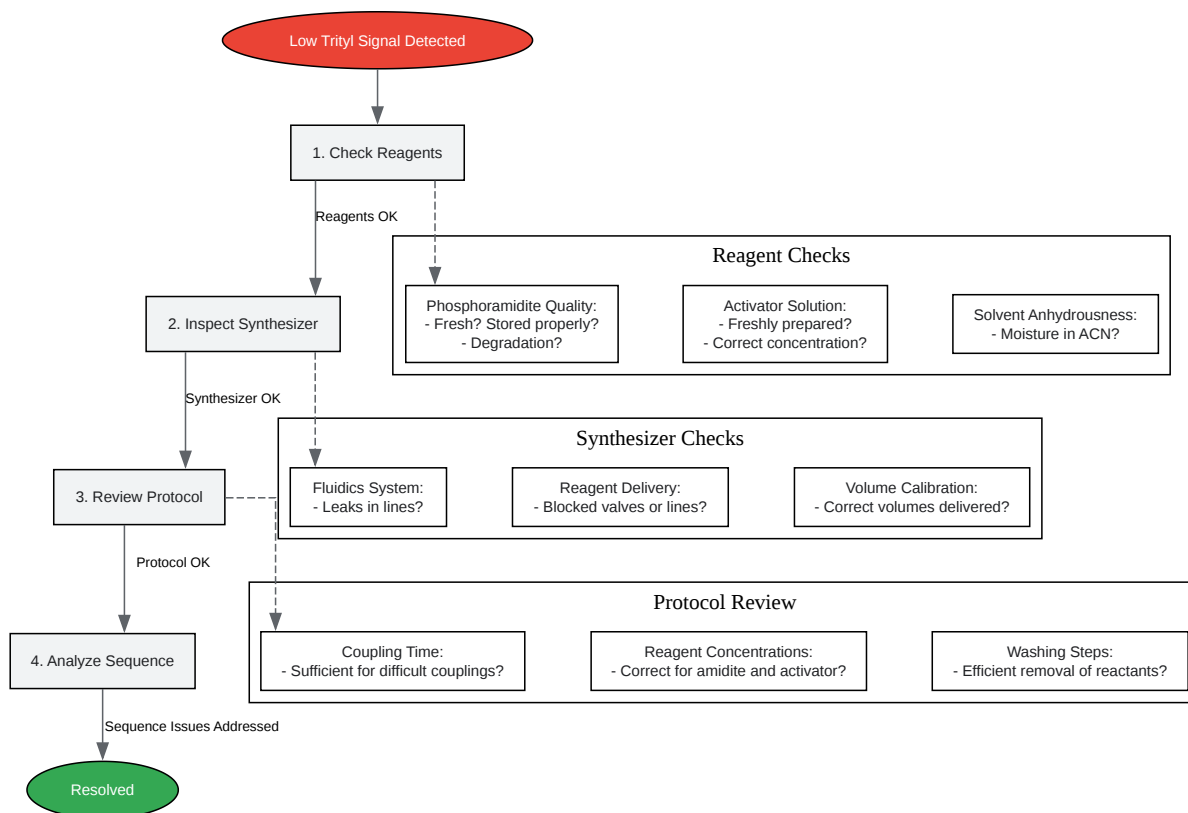 Low Trityl Signal Detected
1. Check Reagents
Reagents OK
Reagent Checks
Phosphoramidite Quality:
- Fresh? Stored properly?
- Degradation?
Activator Solution:
- Freshly prepared?
- Correct concentration?
Solvent Anhydrousness:
- Moisture in ACN?
2. Inspect Synthesizer
Synthesizer OK
Synthesizer Checks
Fluidics System:
- Leaks in lines?
Reagent Delivery:
- Blocked valves or lines?
Volume Calibration:
- Correct volumes delivered?
3. Review Protocol
Protocol OK
Protocol Review
Coupling Time:
- Sufficient for difficult couplings?
Reagent Concentrations:
- Correct for amidite and activator?
Washing Steps:
- Efficient removal of reactants?
4. Analyze Sequence
Sequence Issues Addressed
Resolved